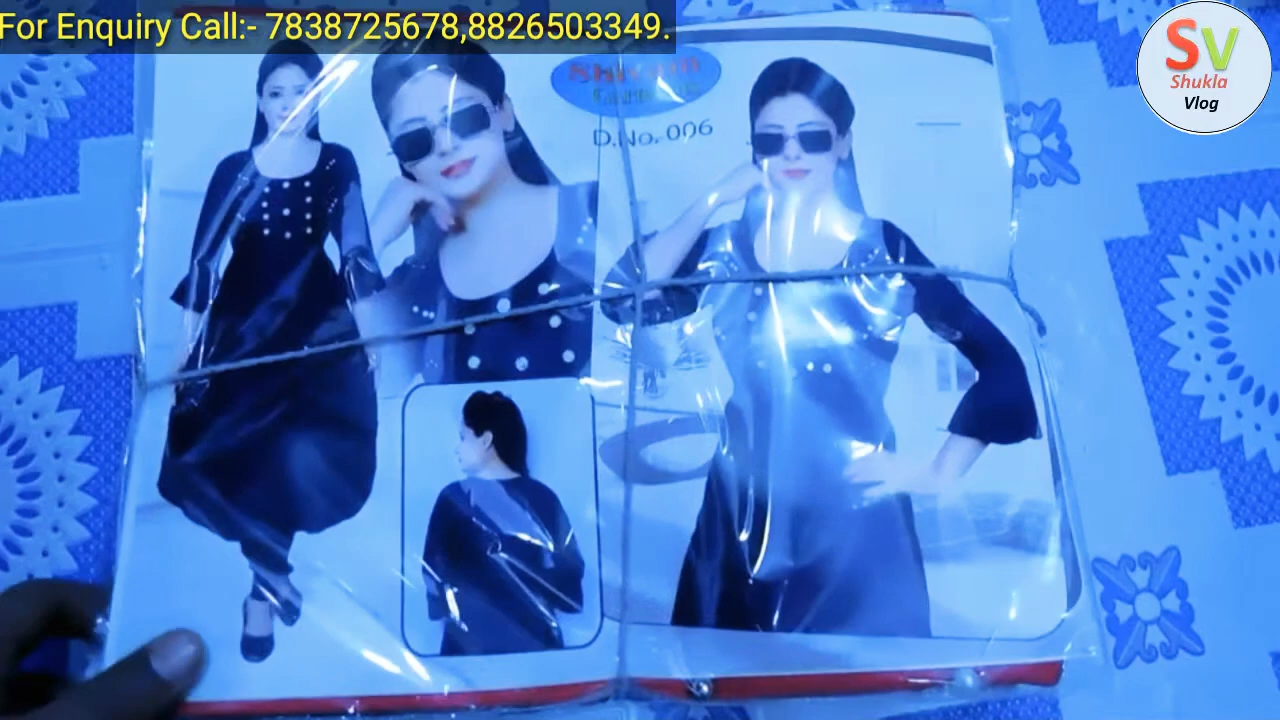 For Enquiry Call:- 7838725678,8826503349.
SV
Shukla
Vlog
D.No. 006